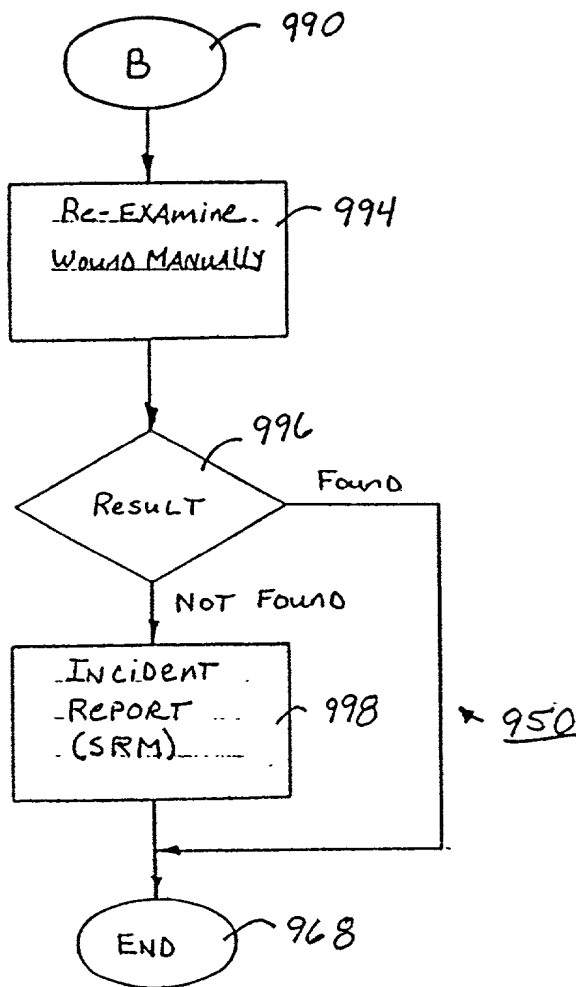 990
B
Re-Examine
Wound Manually
994
996
Result
Found
Not Found
Incident
Report
(SRM)
998
950
End
968